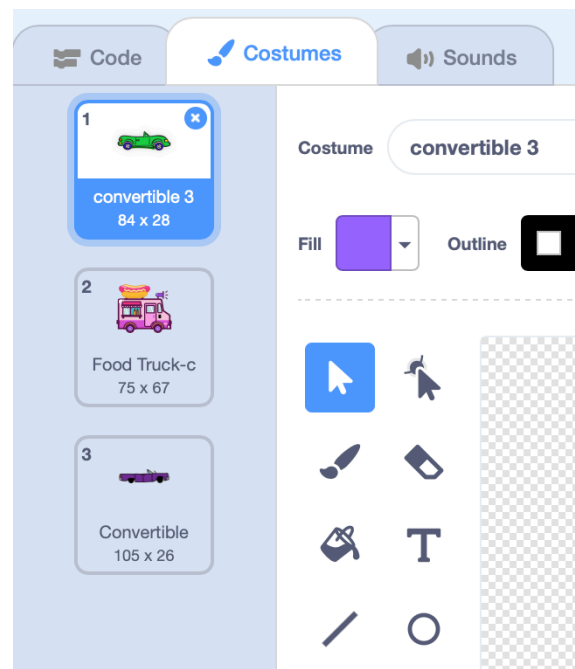 Code
Costumes
Sounds
1
convertible 3
84 x 28
2
Food Truck-c
75 x 67
3
Convertible
105 x 26
Costume
convertible 3
Fill
Outline
T